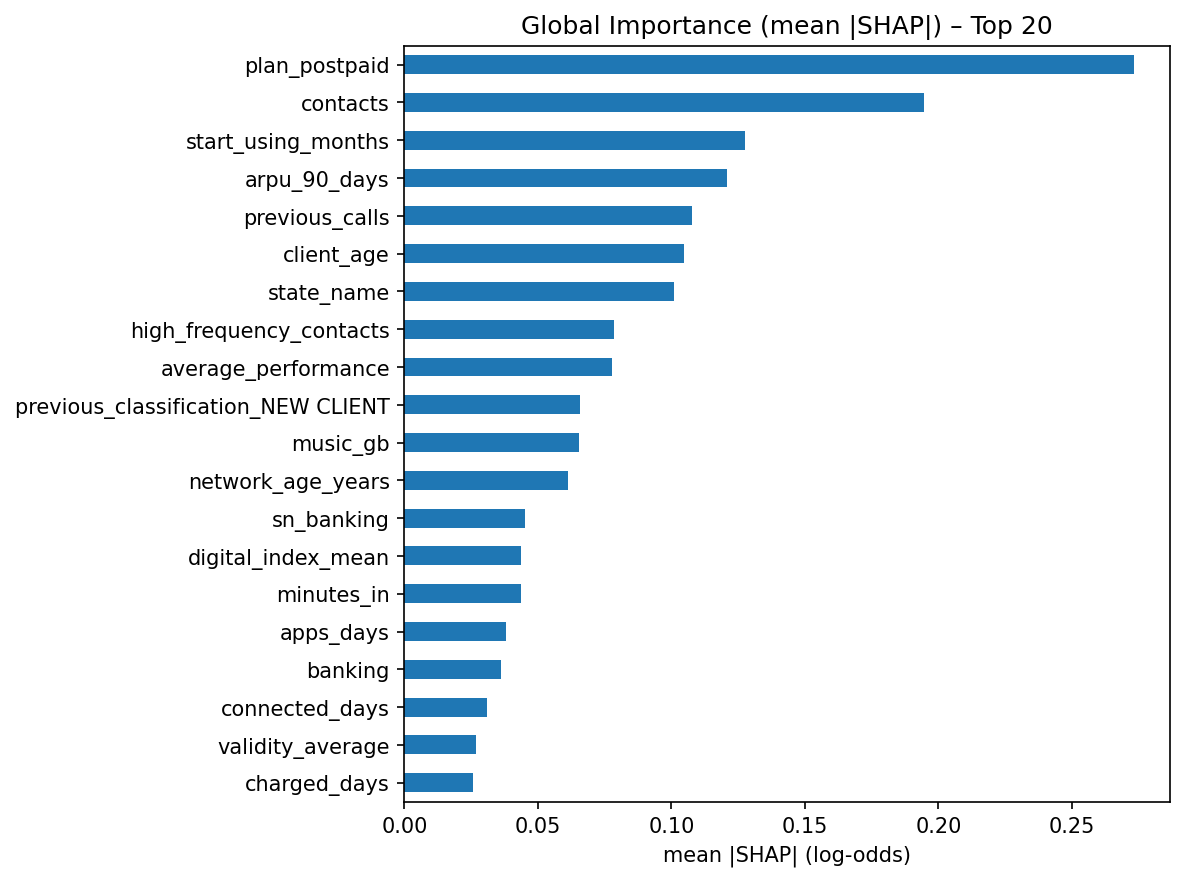 Global Importance (mean |SHAP|) – Top 20
plan_postpaid
contacts
start_using_months
arpu_90_days
previous_calls
client_age
state_name
high_frequency_contacts
average_performance
previous_classification_NEW CLIENT
music_gb
network_age_years
sn_banking
digital_index_mean
minutes_in
apps_days
banking
connected_days
validity_average
charged_days
0.00 0.05 0.10 0.15 0.20 0.25
mean |SHAP| (log-odds)